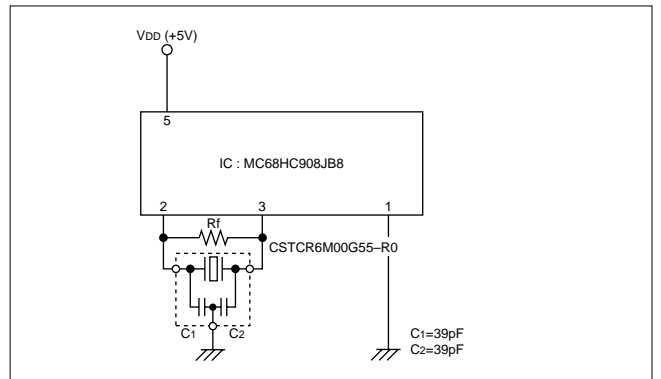 VDD (+5V)
5
IC : MC68HC908JB8
2
3
1
Rf
CSTCR6M00G55–R0
C1
C2
C1=39pF
C2=39pF